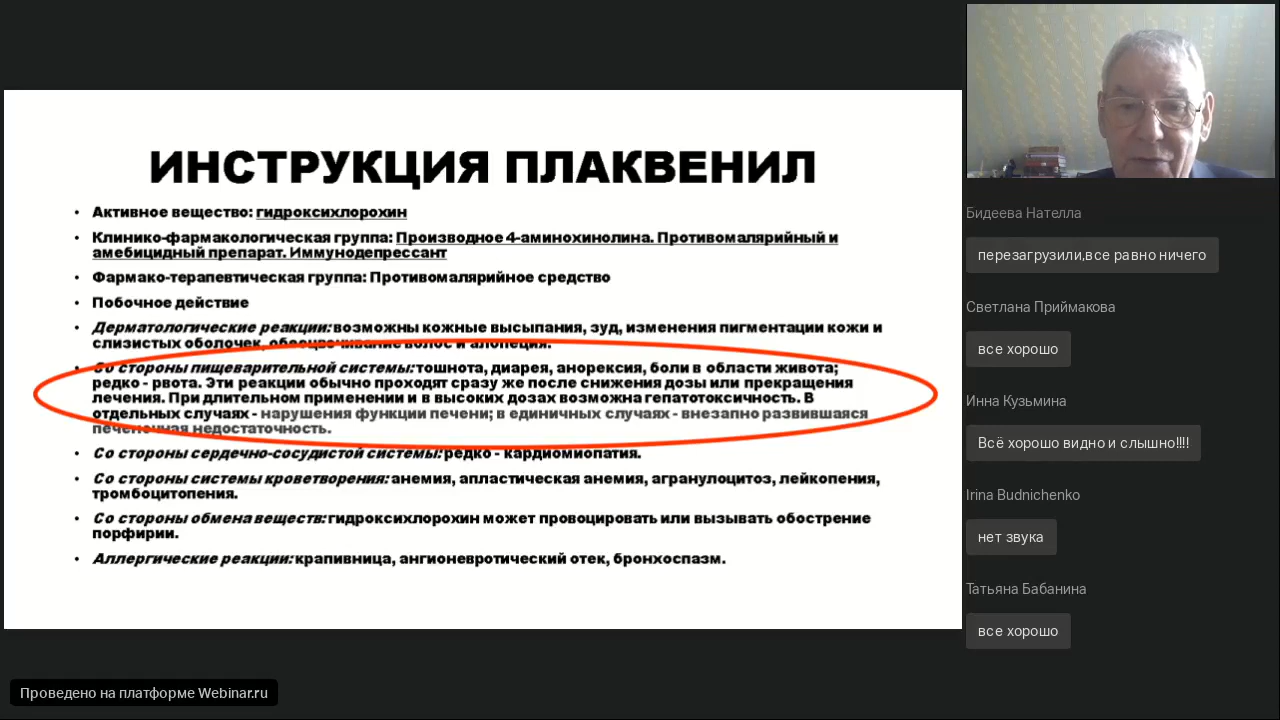 ИНСТРУКЦИЯ ПЛАКВЕНИЛ
• Активное вещество: гидроксихлорохин
• Клинико-фармакологическая группа: Производное 4-аминохинолина. Противомалярийный и
амебицидный препарат. Иммунодепрессант
• Фармако-терапевтическая группа: Противомалярийное средство
• Побочное действие
• Дерматологические реакции: возможны кожные высыпания, зуд, изменения пигментации кожи и
слизистых оболочек, обесцвечивание волос и алопеция.
• Со стороны пищеварительной системы: тошнота, диарея, анорексия, боли в области живота;
редко - рвота. Эти реакции обычно проходят сразу же после снижения дозы или прекращения
лечения. При длительном применении и в высоких дозах возможна гепатотоксичность. В
отдельных случаях - нарушения функции печени; в единичных случаях - внезапно развившаяся
печеночная недостаточность.
• Со стороны сердечно-сосудистой системы: редко - кардиомиопатия.
• Со стороны системы кроветворения: анемия, апластическая анемия, агранулоцитоз, лейкопения,
тромбоцитопения.
• Со стороны обмена веществ: гидроксихлорохин может провоцировать или вызывать обострение
порфирии.
• Аллергические реакции: крапивница, ангионевротический отек, бронхоспазм.
Бидеева Нателла
перезагрузили,все равно ничего
Светлана Приймакова
все хорошо
Инна Кузьмина
Всё хорошо видно и слышно!!!!
Irina Budnichenko
нет звука
Татьяна Бабанина
все хорошо
Проведено на платформе Webinar.ru